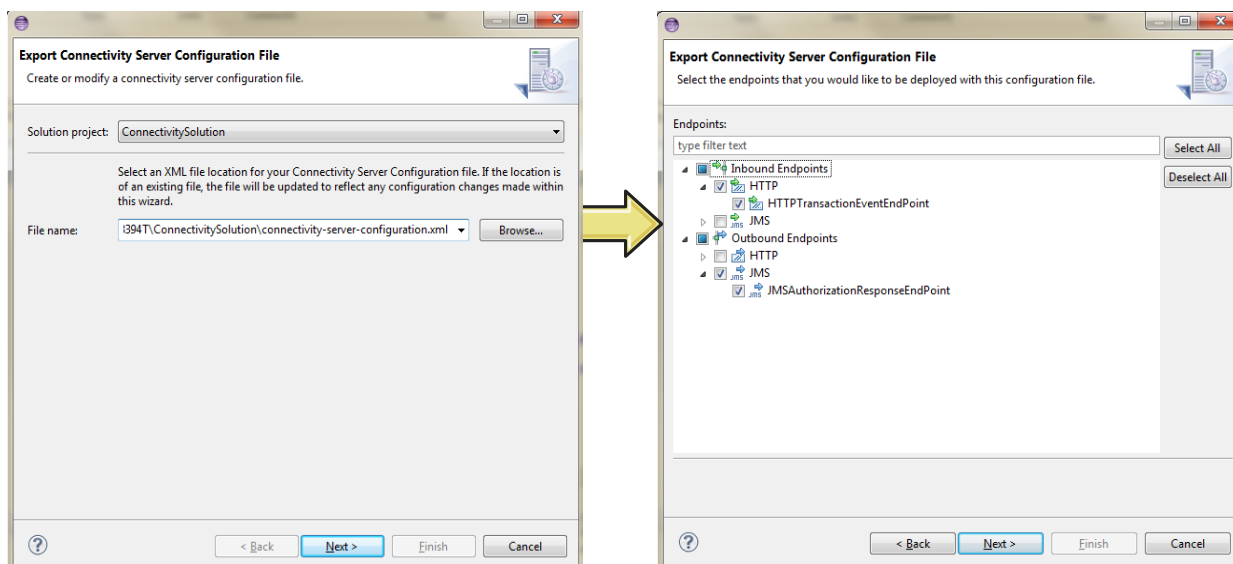 Export Connectivity Server Configuration File
Create or modify a connectivity server configuration file.
Solution project:
ConnectivitySolution
Select an XML file location for your Connectivity Server Configuration file. If the location is
of an existing file, the file will be updated to reflect any configuration changes made within
this wizard.
File name:
394T\ConnectivitySolution\connectivity-server-configuration.xml
Browse...
?
< Back
Next >
Finish
Cancel
Export Connectivity Server Configuration File
Select the endpoints that you would like to be deployed with this configuration file.
Endpoints:
type filter text
Select All
Deselect All
Inbound Endpoints
HTTP
HTTPTransactionEventEndPoint
JMS
Outbound Endpoints
HTTP
JMS
JMSAuthorizationResponseEndPoint
?
< Back
Next >
Finish
Cancel